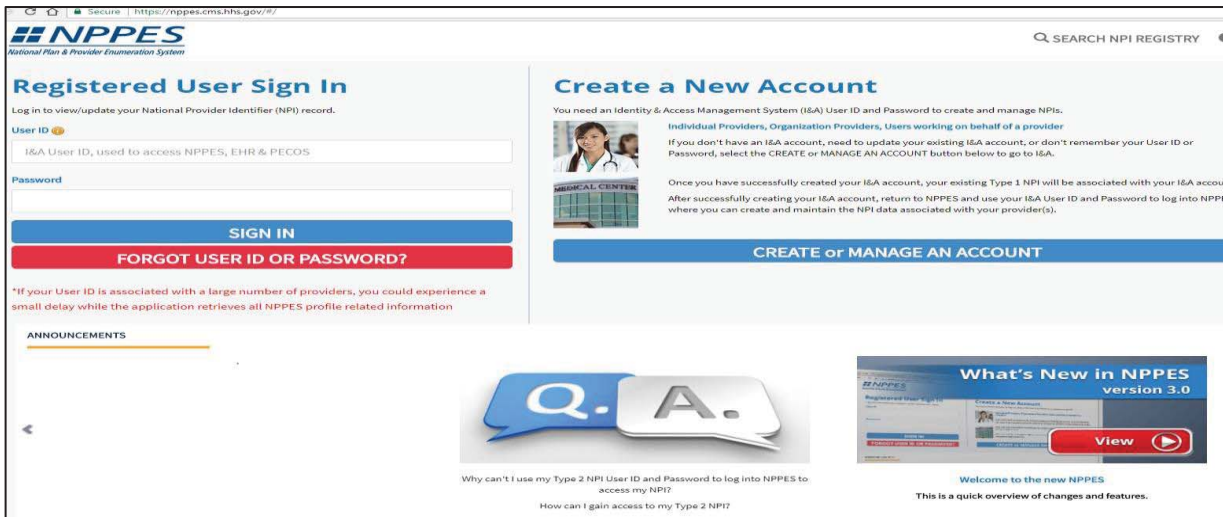 Secure | https://nppes.cms.hhs.gov/#/
NPPES
National Plan & Provider Enumeration System
SEARCH NPI REGISTRY
Registered User Sign In
Log in to view/update your National Provider Identifier (NPI) record.
User ID
I&A User ID, used to access NPPES, EHR & PECOS
Password
SIGN IN
FORGOT USER ID OR PASSWORD?
*If your User ID is associated with a large number of providers, you could experience a
small delay while the application retrieves all NPPES profile related information
Create a New Account
You need an Identity & Access Management System (I&A) User ID and Password to create and manage NPIs.
Individual Providers, Organization Providers, Users working on behalf of a provider
If you don't have an I&A account, need to update your existing I&A account, or don't remember your User ID or
Password, select the CREATE or MANAGE AN ACCOUNT button below to go to I&A.
MEDICAL CENTER
Once you have successfully created your I&A account, your existing Type 1 NPI will be associated with your I&A accou
After successfully creating your I&A account, return to NPPES and use your I&A User ID and Password to log into NPP
where you can create and maintain the NPI data associated with your provider(s).
CREATE or MANAGE AN ACCOUNT
ANNOUNCEMENTS
Q. A.
Why can't I use my Type 2 NPI User ID and Password to log into NPPES to
access my NPI?
How can I gain access to my Type 2 NPI?
What's New in NPPES
version 3.0
NPPES
Registered User Sign In
Create a New Account
SIGN IN
FORGOT USER ID OR PASSWORD?
View
Welcome to the new NPPES
This is a quick overview of changes and features.